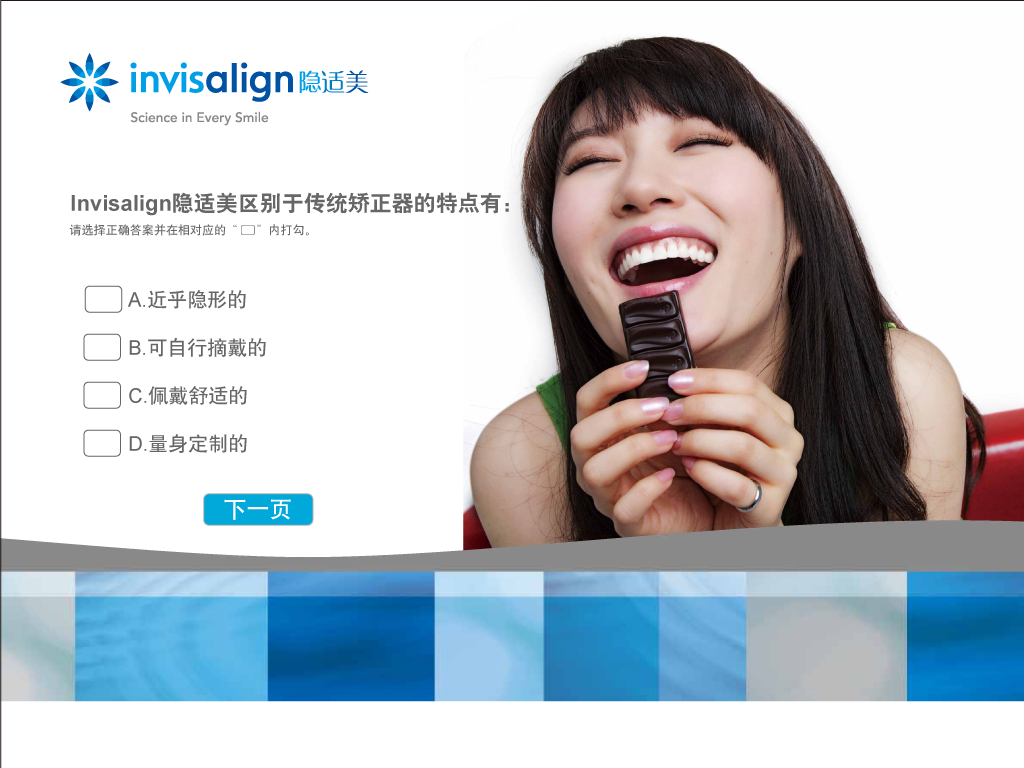 invisalign隐适美
Science in Every Smile
Invisalign隐适美区别于传统矫正器的特点有：
请选择正确答案并在相对应的“□”内打勾。
A.近乎隐形的
B.可自行摘戴的
C.佩戴舒适的
D.量身定制的
下一页